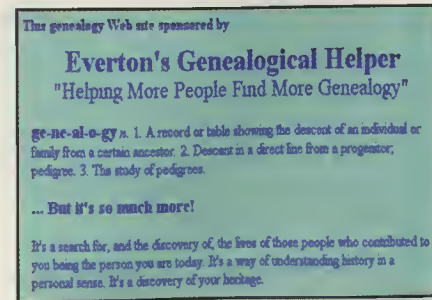 This genealogy Web site sponsored by
Everton's Genealogical Helper
"Helping More People Find More Genealogy"
ge-ne-al-o-gy n. 1. A record or table showing the descent of an individual or
family from a certain ancestor. 2. Descent in a direct line from a progenitor;
pedigree. 3. The study of pedigrees.
... But it's so much more!
It's a search for, and the discovery of, the lives of those people who contributed to
you being the person you are today. It's a way of understanding history in a
personal sense. It's a discovery of your heritage.